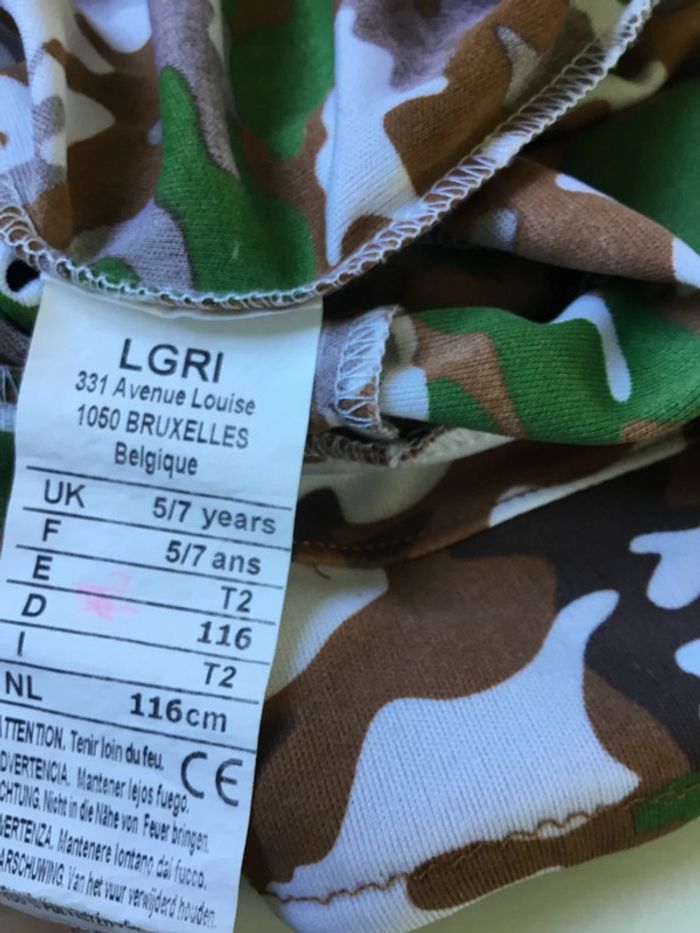 LGRI
331 Avenue Louise
1050 BRUXELLES
Belgique
UK 5/7 years
F 5/7 ans
E T2
D 116
I T2
NL 116cm
ATTENTION. Tenir loin du feu.
ADVERTENCIA. Mantener lejos fuego.
ACHTUNG. Nicht in die Nähe von Feuer bringen.
AVVERTENZA. Mantenere lontano dal fuoco.
WAARSCHUWING. Van het vuur verwijderd houden.
CE